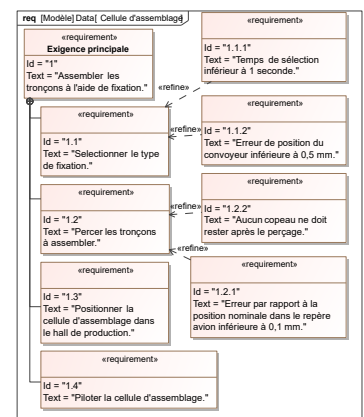 req [Modèle] Data[ Cellule d'assemblage]
«requirement»
Exigence principale
Id = "1"
Text = "Assembler les
tronçons à l'aide de fixation."
«requirement»
Id = "1.1.1"
Text = "Temps de sélection
inférieur à 1 seconde."
«refine»
«requirement»
Id = "1.1"
Text = "Selectionner le type
de fixation."
«refine»
«requirement»
Id = "1.1.2"
Text = "Erreur de position du
convoyeur inférieure à 0,5 mm."
«requirement»
Id = "1.2"
Text = "Percer les tronçons
à assembler."
«refine»
«requirement»
Id = "1.2.2"
Text = "Aucun copeau ne doit
rester après le perçage."
«refine»
«requirement»
Id = "1.2.1"
Text = "Erreur par rapport à la
position nominale dans le repère
avion inférieure à 0,1 mm."
«requirement»
Id = "1.3"
Text = "Positionner la
cellule d'assemblage dans
le hall de production."
«requirement»
Id = "1.4"
Text = "Piloter la cellule d'assemblage."